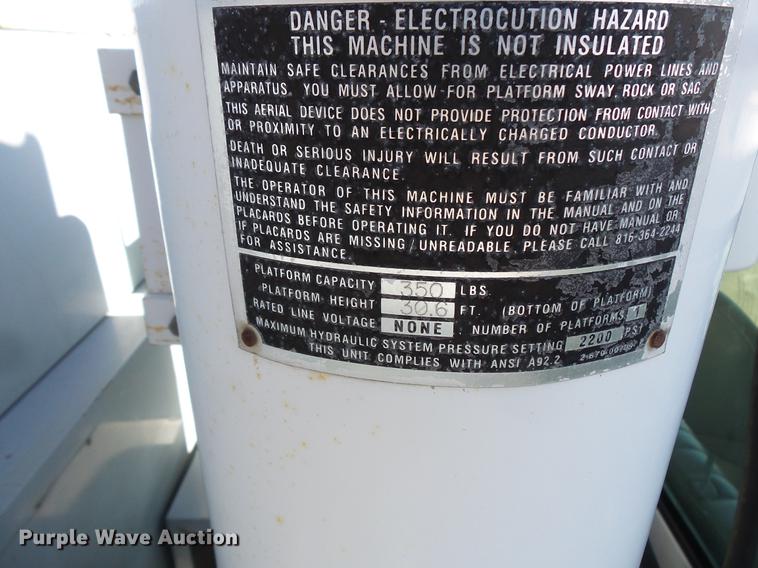 DANGER - ELECTROCUTION HAZARD
THIS MACHINE IS NOT INSULATED
MAINTAIN SAFE CLEARANCES FROM ELECTRICAL POWER LINES AND
APPARATUS. YOU MUST ALLOW FOR PLATFORM SWAY, ROCK OR SAG.
THIS AERIAL DEVICE DOES NOT PROVIDE PROTECTION FROM CONTACT WITH
OR PROXIMITY TO AN ELECTRICALLY CHARGED CONDUCTOR.
DEATH OR SERIOUS INJURY WILL RESULT FROM SUCH CONTACT OR
INADEQUATE CLEARANCE.
THE OPERATOR OF THIS MACHINE MUST BE FAMILIAR WITH AND
UNDERSTAND THE SAFETY INFORMATION IN THE MANUAL AND ON THE
PLACARDS BEFORE OPERATING IT. IF YOU DO NOT HAVE MANUAL OR
IF PLACARDS ARE MISSING/UNREADABLE, PLEASE CALL 816-364-2244
FOR ASSISTANCE.
PLATFORM CAPACITY 350 LBS.
PLATFORM HEIGHT 30.6 FT. (BOTTOM OF PLATFORM)
RATED LINE VOLTAGE NONE NUMBER OF PLATFORMS 1
MAXIMUM HYDRAULIC SYSTEM PRESSURE SETTING 2200 PSI
THIS UNIT COMPLIES WITH ANSI A92.2
Purple Wave Auction